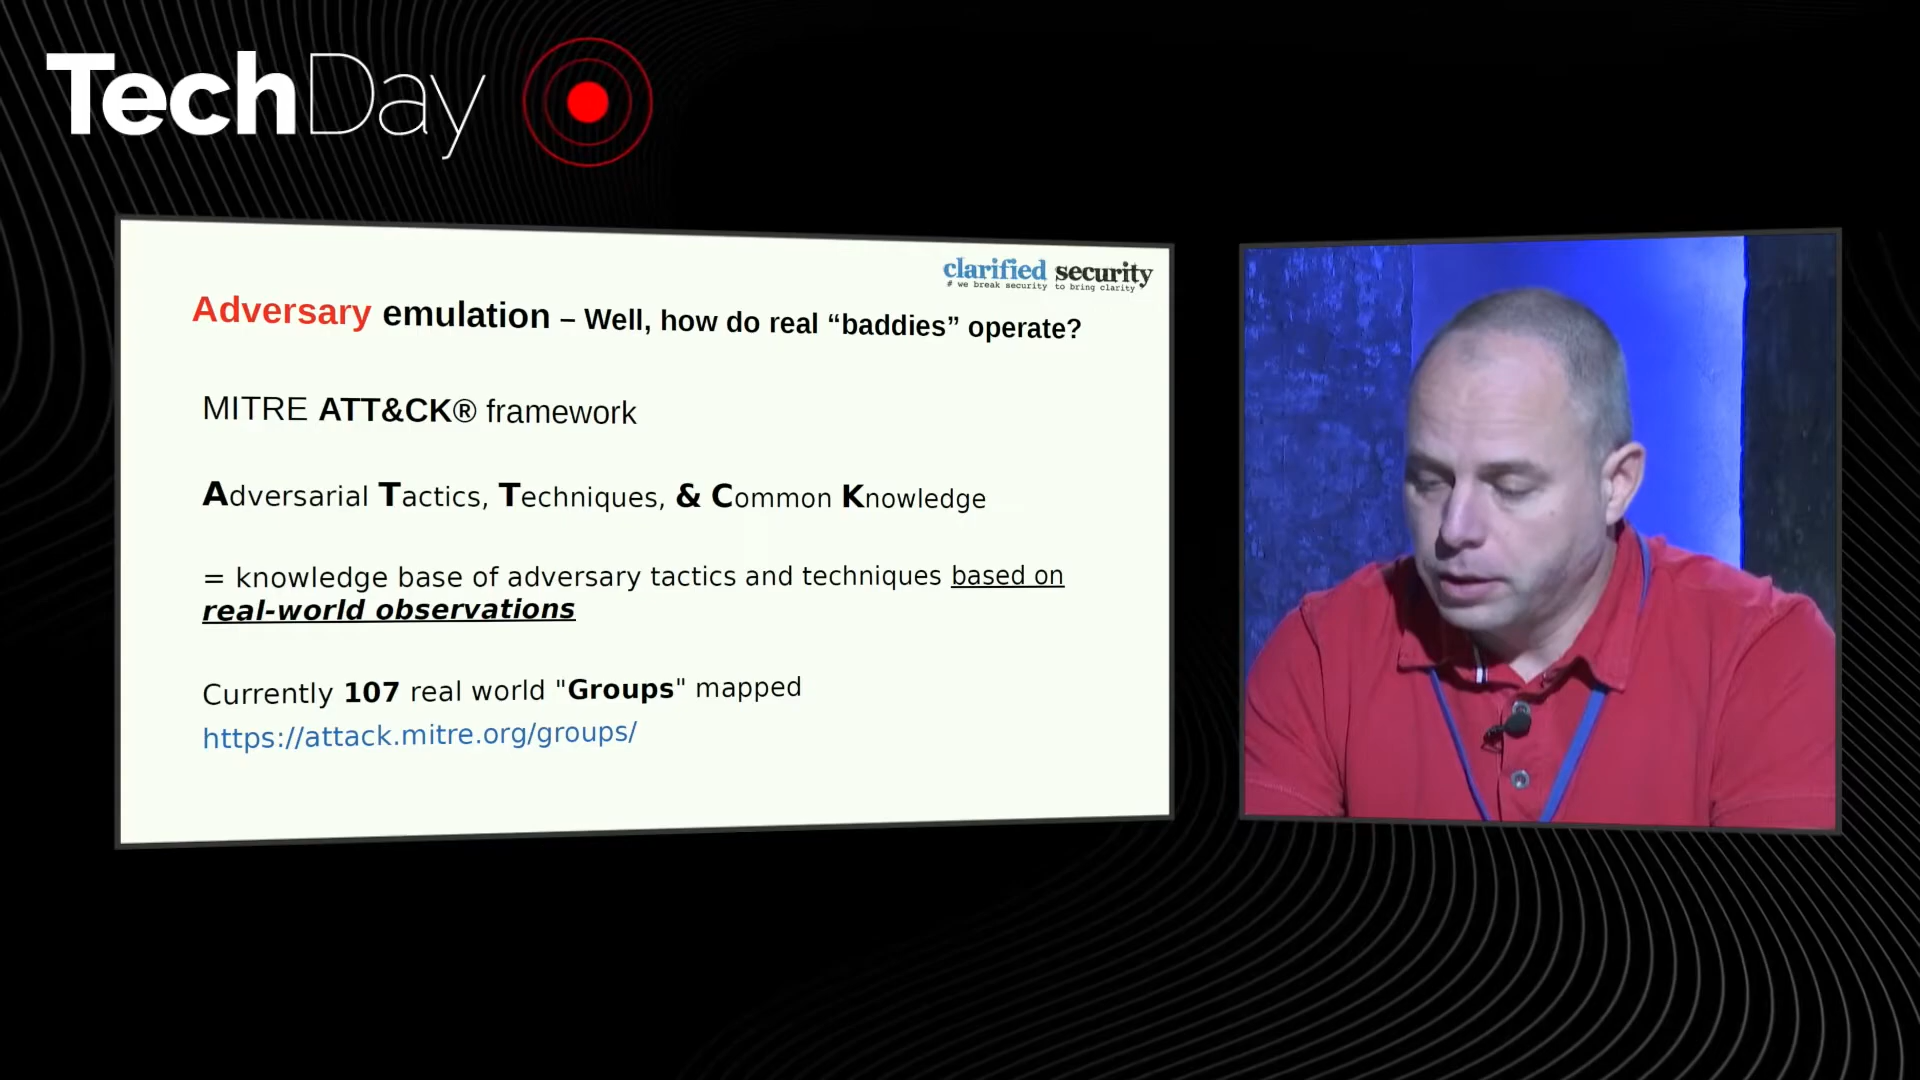 TechDay
clarified security
# we break security to bring clarity
Adversary emulation – Well, how do real “baddies” operate?
MITRE ATT&CK® framework
Adversarial Tactics, Techniques, & Common Knowledge
= knowledge base of adversary tactics and techniques based on
real-world observations
Currently 107 real world "Groups" mapped
https://attack.mitre.org/groups/